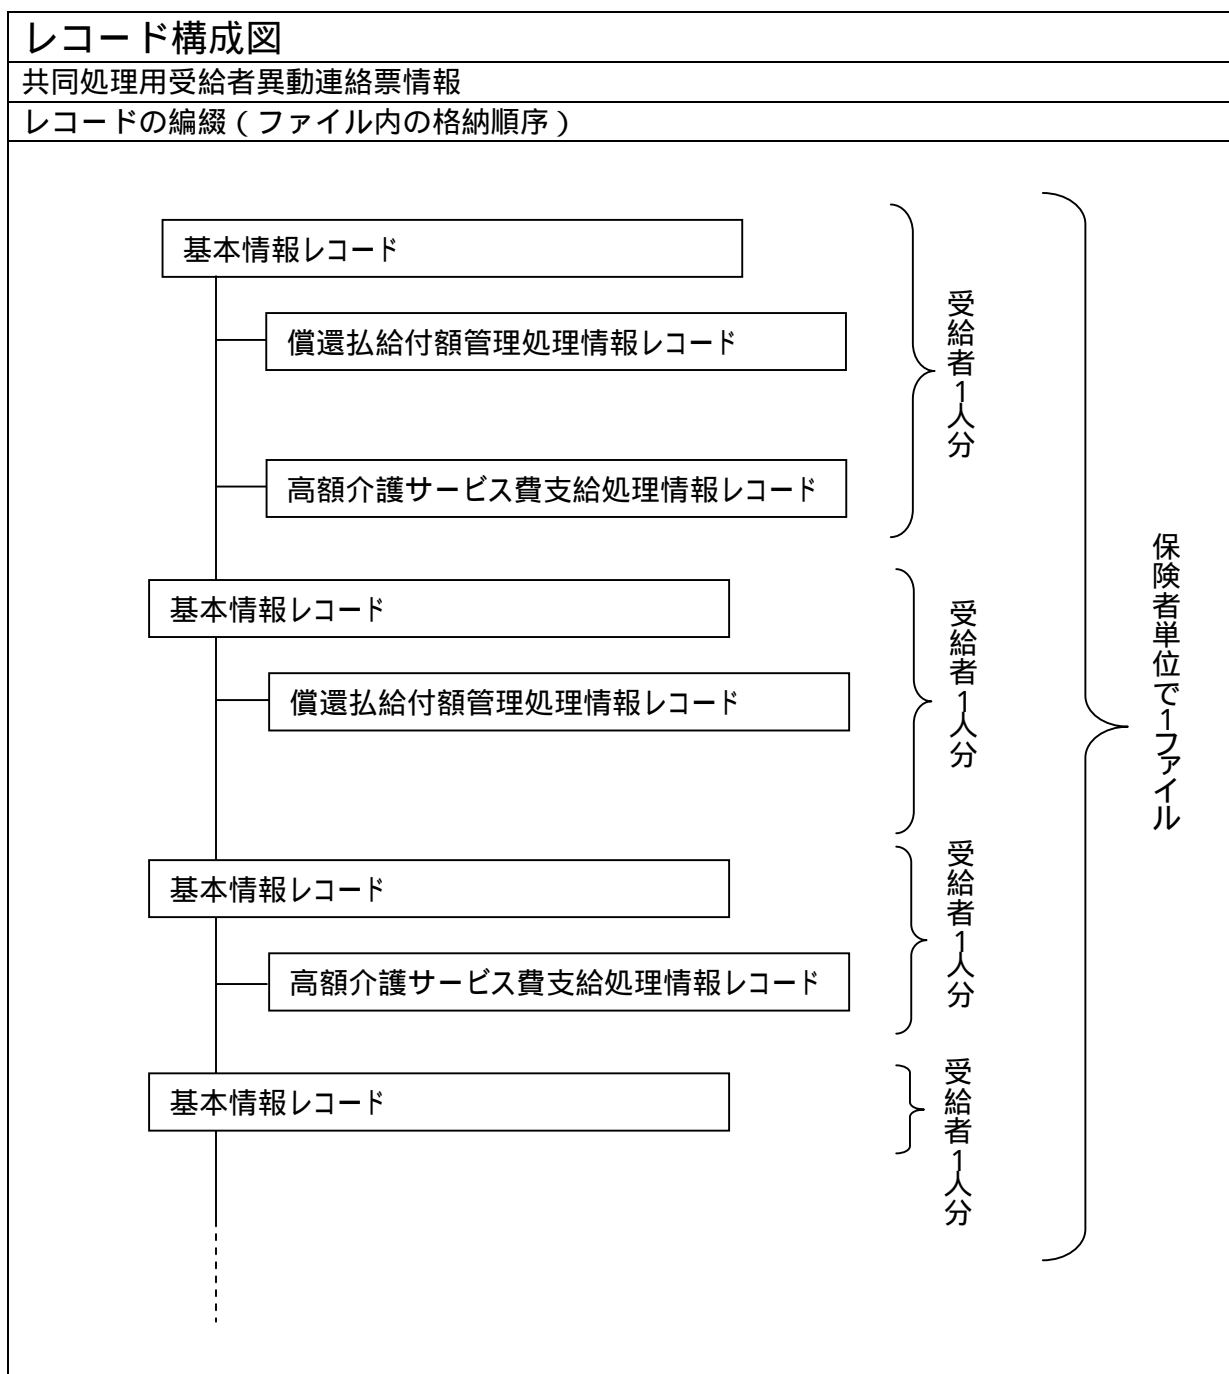 レコード構成図
共同処理用受給者異動連絡票情報
レコードの編綴（ファイル内の格納順序）
基本情報レコード
償還払給付額管理処理情報レコード
高額介護サービス費支給処理情報レコード
受給者1人分
基本情報レコード
償還払給付額管理処理情報レコード
受給者1人分
基本情報レコード
高額介護サービス費支給処理情報レコード
受給者1人分
基本情報レコード
受給者1人分
保険者単位で1ファイル